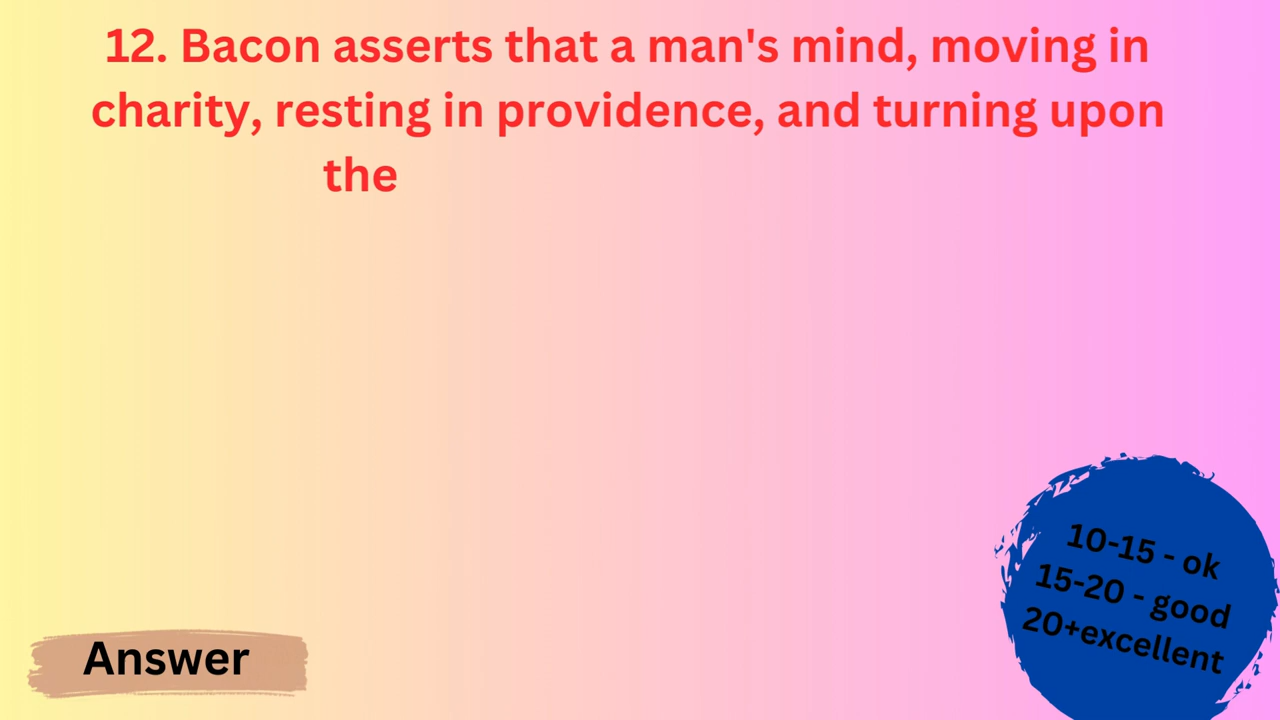 12. Bacon asserts that a man's mind, moving in
charity, resting in providence, and turning upon
the
10-15 - ok
15-20 - good
20+excellent
Answer